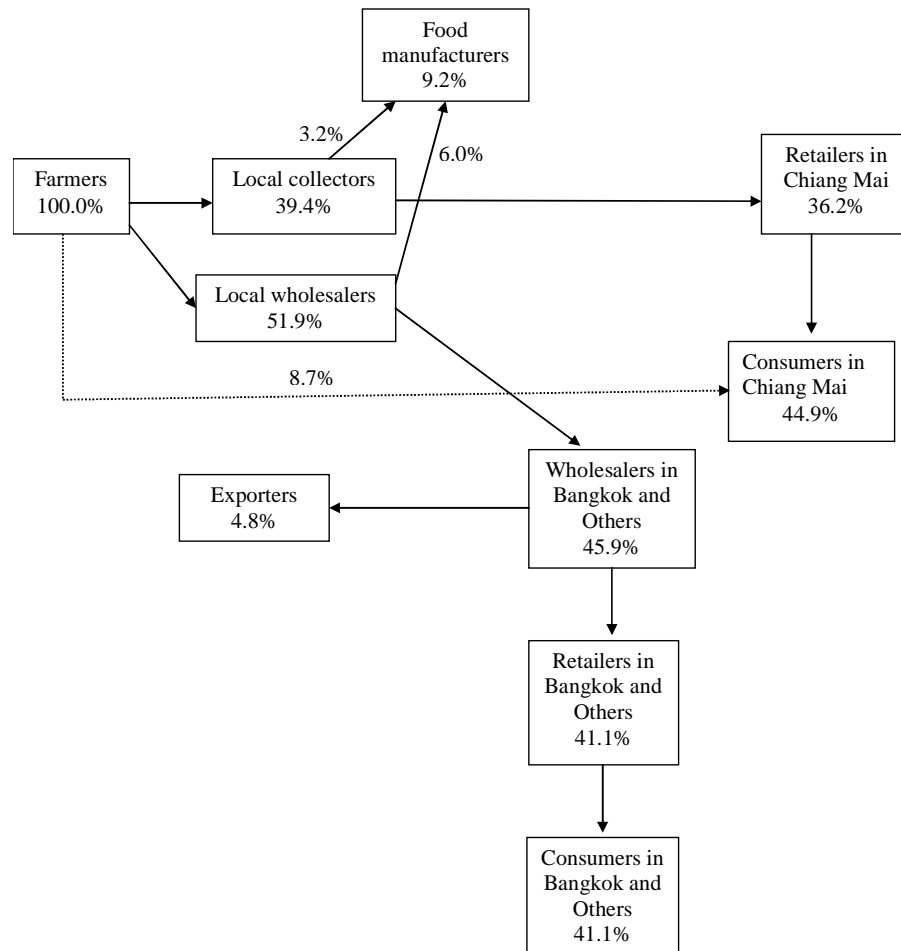 Food
manufacturers
9.2%
3.2%
6.0%
Farmers
100.0%
Local collectors
39.4%
Retailers in
Chiang Mai
36.2%
Local wholesalers
51.9%
8.7%
Consumers in
Chiang Mai
44.9%
Exporters
4.8%
Wholesalers in
Bangkok and
Others
45.9%
Retailers in
Bangkok and
Others
41.1%
Consumers in
Bangkok and
Others
41.1%